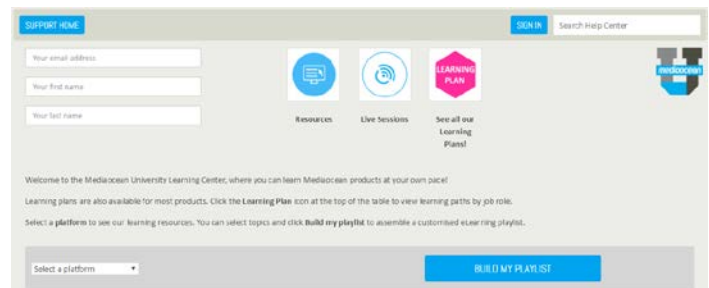 SUPPORT HOME
SIGN IN
Search Help Center
Your email address
Your first name
Your last name
LEARNING
PLAN
mediaocean
Resources
Live Sessions
See all our
Learning
Plans!
Welcome to the Mediaocean University Learning Center, where you can learn Mediaocean products at your own pace!
Learning plans are also available for most products. Click the Learning Plan icon at the top of the table to view learning paths by job role.
Select a platform to see our learning resources. You can select topics and click Build my playlist to assemble a customised eLearning playlist.
Select a platform
BUILD MY PLAYLIST